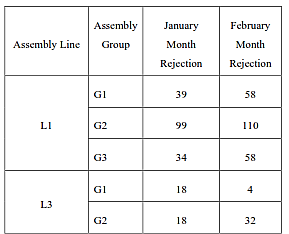 Assembly Line
Assembly
Group
January
Month
Rejection
February
Month
Rejection
L1
G1
39
58
G2
99
110
G3
34
58
L3
G1
18
4
G2
18
32